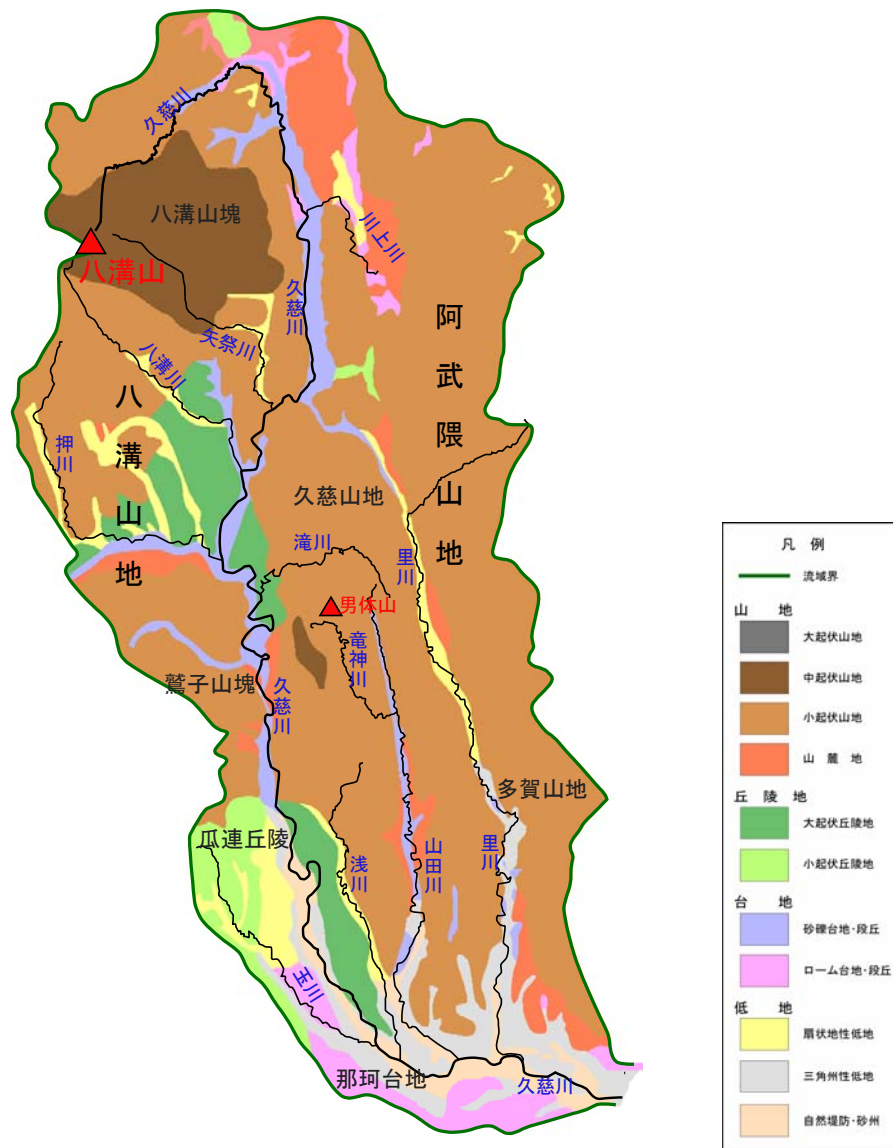 久慈川
八溝山塊
八溝山
川上川
久慈川
矢祭川
八溝川
阿武隈山地
八溝山地
押川
久慈山地
滝川
里川
男体山
竜神川
鷲子山塊
久慈川
多賀山地
瓜連丘陵
浅川
山田川
里川
玉川
那珂台地
久慈川
凡 例
流域界
山 地
大起伏山地
中起伏山地
小起伏山地
山 麓 地
丘 陵 地
大起伏丘陵地
小起伏丘陵地
台 地
砂礫台地・段丘
ローム台地・段丘
低 地
扇状地性低地
三角州性低地
自然堤防・砂州